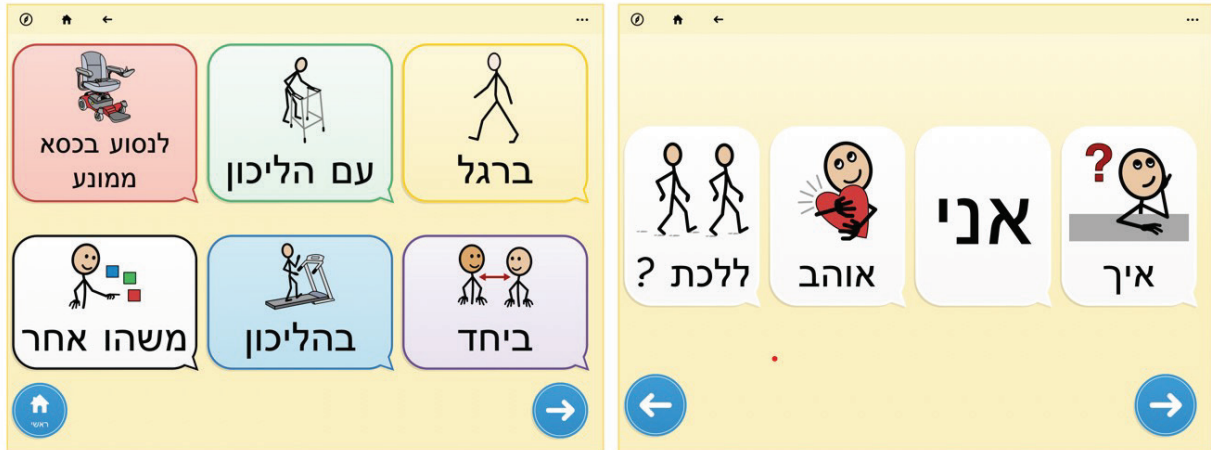 איך
אני
אוהב
ללכת ?
ברגל
עם הליכון
לנסוע בכסא
ממונע
ביחד
בהליכון
משהו אחר
ראשי